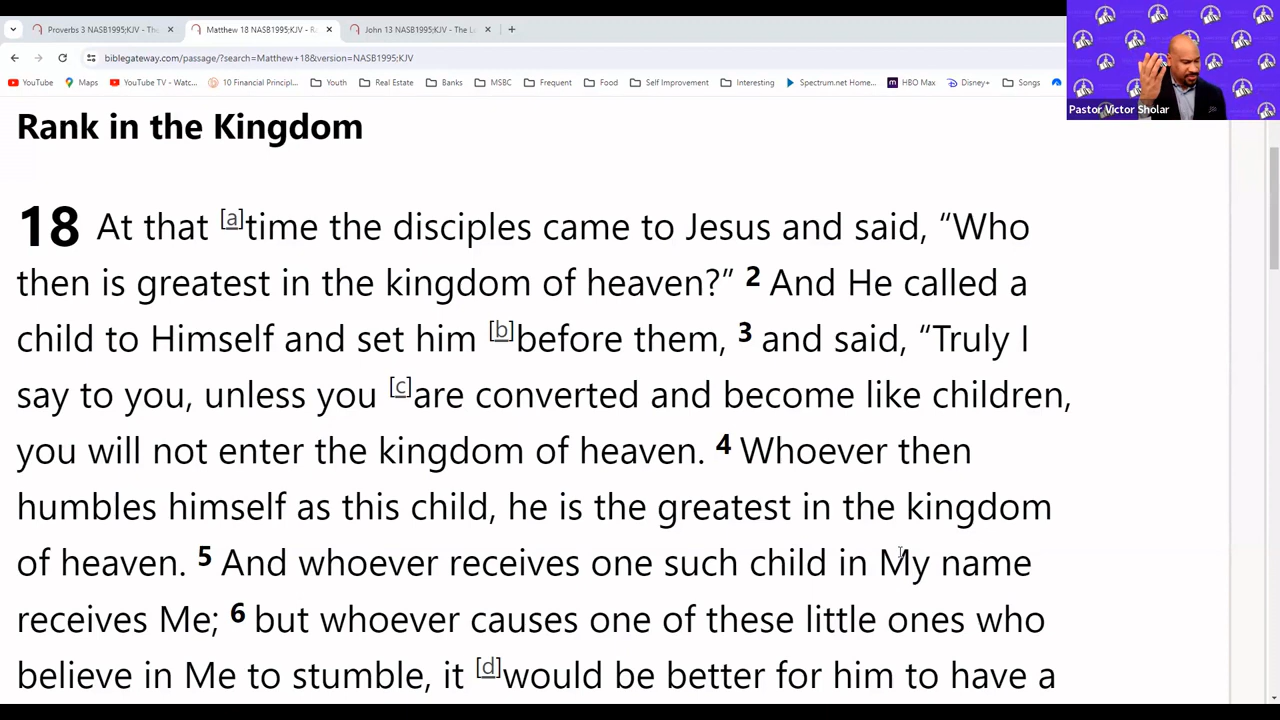 Proverbs 3 NASB1995;KJV - The
Matthew 18 NASB1995;KJV - R
John 13 NASB1995;KJV - The L
biblegateway.com/passage/?search=Matthew+18&version=NASB1995;KJV
YouTube Maps YouTube TV - Watc... 10 Financial Principl... Youth Real Estate Banks MSBC Frequent Food Self Improvement Interesting Spectrum.net Home... HBO Max Disney+ Songs
Pastor Victor Sholar
Rank in the Kingdom
18 At that [a]time the disciples came to Jesus and said, “Who
then is greatest in the kingdom of heaven?” 2 And He called a
child to Himself and set him [b]before them, 3 and said, “Truly I
say to you, unless you [c]are converted and become like children,
you will not enter the kingdom of heaven. 4 Whoever then
humbles himself as this child, he is the greatest in the kingdom
of heaven. 5 And whoever receives one such child in My name
receives Me; 6 but whoever causes one of these little ones who
believe in Me to stumble, it [d]would be better for him to have a